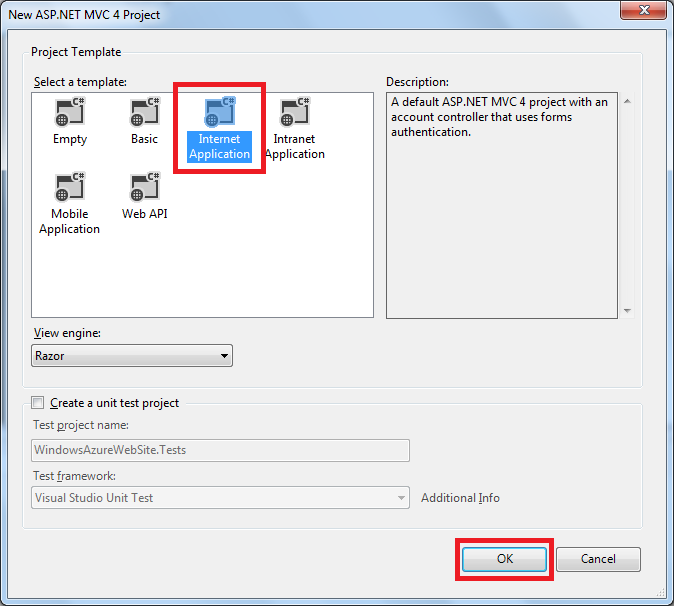 New ASP.NET MVC 4 Project
Project Template
Select a template:
Description:
C# C# C# C#
Empty Basic Internet Intranet
Application Application
A default ASP.NET MVC 4 project with an
account controller that uses forms
authentication.
C# C#
Mobile Web API
Application
View engine:
Razor
Create a unit test project
Test project name:
WindowsAzureWebSite.Tests
Test framework:
Visual Studio Unit Test
Additional Info
OK Cancel